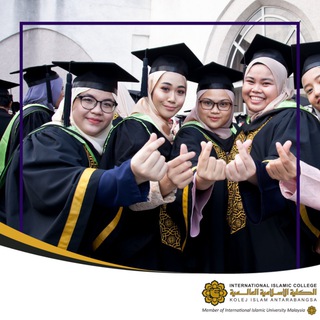 INTERNATIONAL ISLAMIC COLLEGE
الكلية الإسلامية العالمية
KOLEJ ISLAM ANTARABANGSA
Member of International Islamic University Malaysia